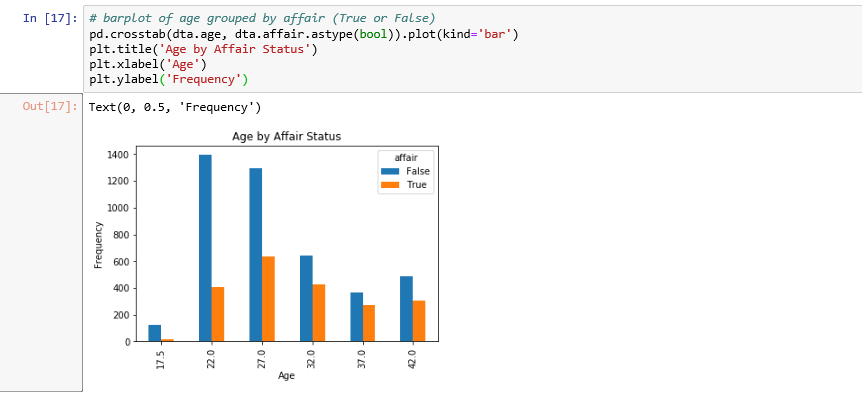 In [17]: # barplot of age grouped by affair (True or False)
pd.crosstab(dta.age, dta.affair.astype(bool)).plot(kind='bar')
plt.title('Age by Affair Status')
plt.xlabel('Age')
plt.ylabel('Frequency')
Out[17]: Text(0, 0.5, 'Frequency')
Age by Affair Status
affair
False
True
1400
1200
1000
800
600
400
200
0
Frequency
17.5 22.0 27.0 32.0 37.0 42.0
Age